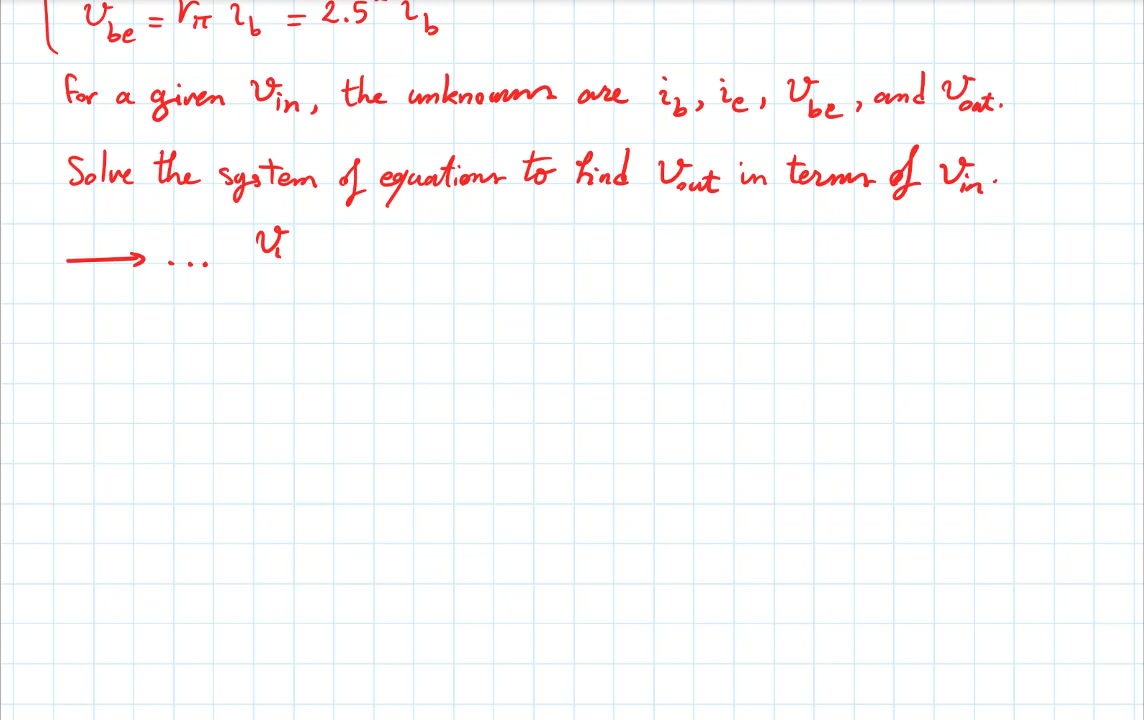 v_be = r_π i_b = 2.5 i_b
For a given v_in, the unknowns are i_b, i_e, v_be, and v_out.
Solve the system of equations to find v_out in terms of v_in.
⟶ ... v